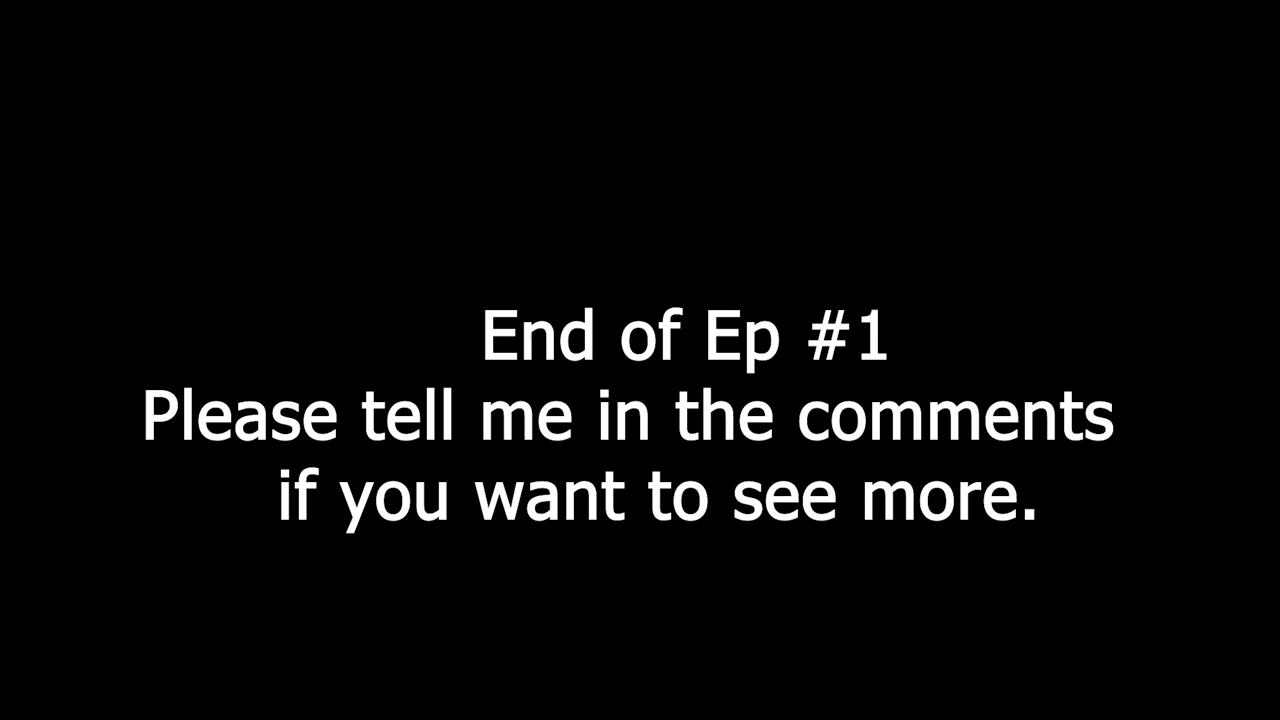 End of Ep #1
Please tell me in the comments
if you want to see more.